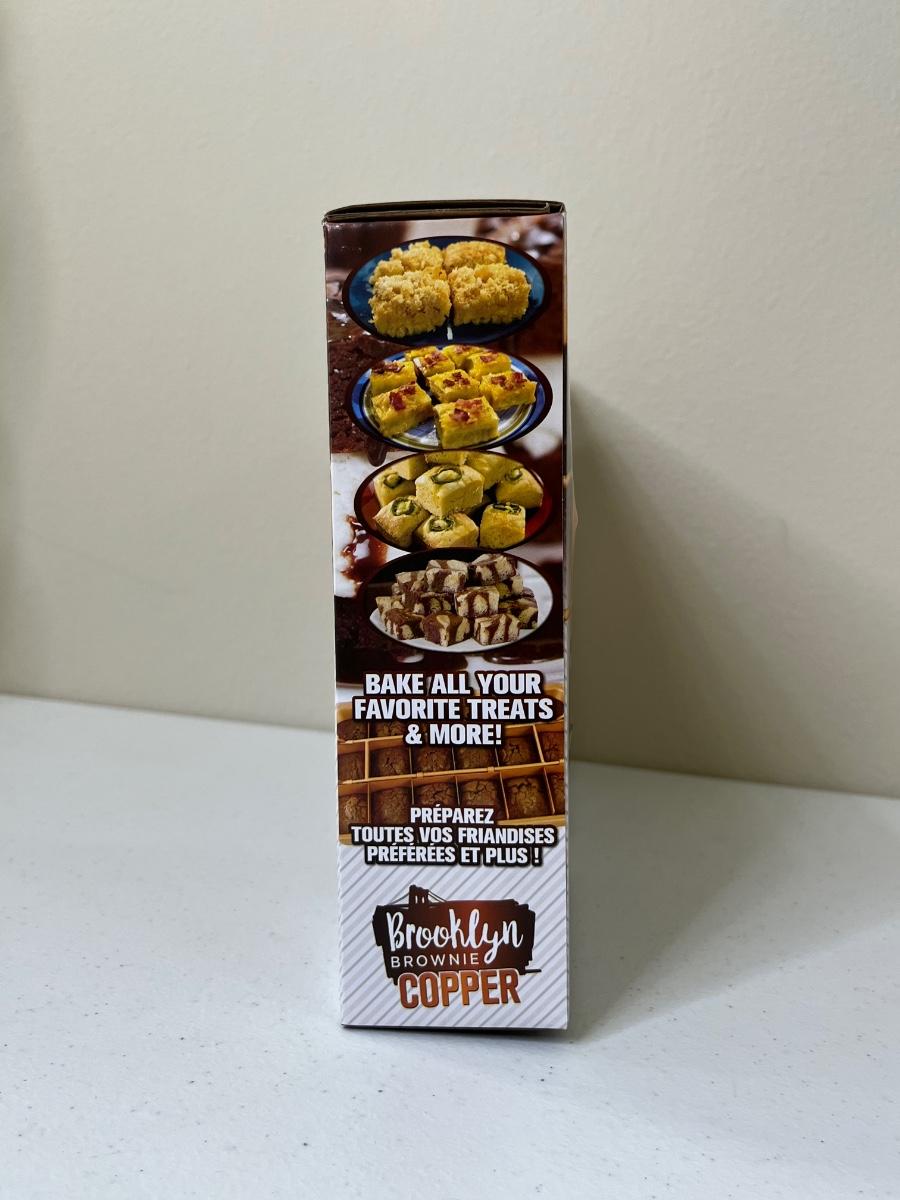 BAKE ALL YOUR
FAVORITE TREATS
& MORE!
PRÉPAREZ
TOUTES VOS FRIANDISES
PRÉFÉRÉES ET PLUS !
Brooklyn
BROWNIE
COPPER